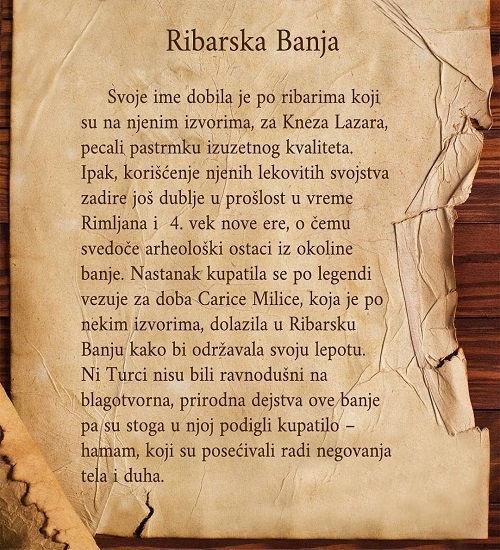 Ribarska Banja
Svoje ime dobila je po ribarima koji
su na njenim izvorima, za Kneza Lazara,
pecali pastrmku izuzetnog kvaliteta.
Ipak, korišćenje njenih lekovitih svojstva
zadire još dublje u prošlost u vreme
Rimljana i 4. vek nove ere, o čemu
svedoče arheološki ostaci iz okoline
banje. Nastanak kupatila se po legendi
vezuje za doba Carice Milice, koja je po
nekim izvorima, dolazila u Ribarsku
Banju kako bi održavala svoju lepotu.
Ni Turci nisu bili ravnodušni na
blagotvorna, prirodna dejstva ove banje
pa su stoga u njoj podigli kupatilo –
hamam, koji su posećivali radi negovanja
tela i duha.